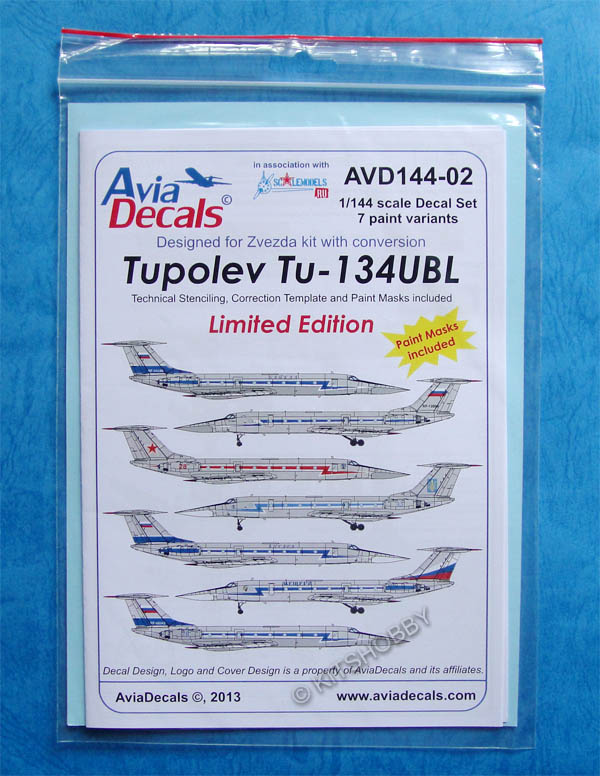 Avia
Decals©
in association with
SCALEMODELS
RU
AVD144-02
1/144 scale Decal Set
7 paint variants
Designed for Zvezda kit with conversion
Tupolev Tu-134UBL
Technical Stenciling, Correction Template and Paint Masks included
Limited Edition
Paint Masks
included
Decal Design, Logo and Cover Design is a property of AviaDecals and its affiliates.
© KITSHOBBY
AviaDecals ©, 2013
www.aviadecals.com